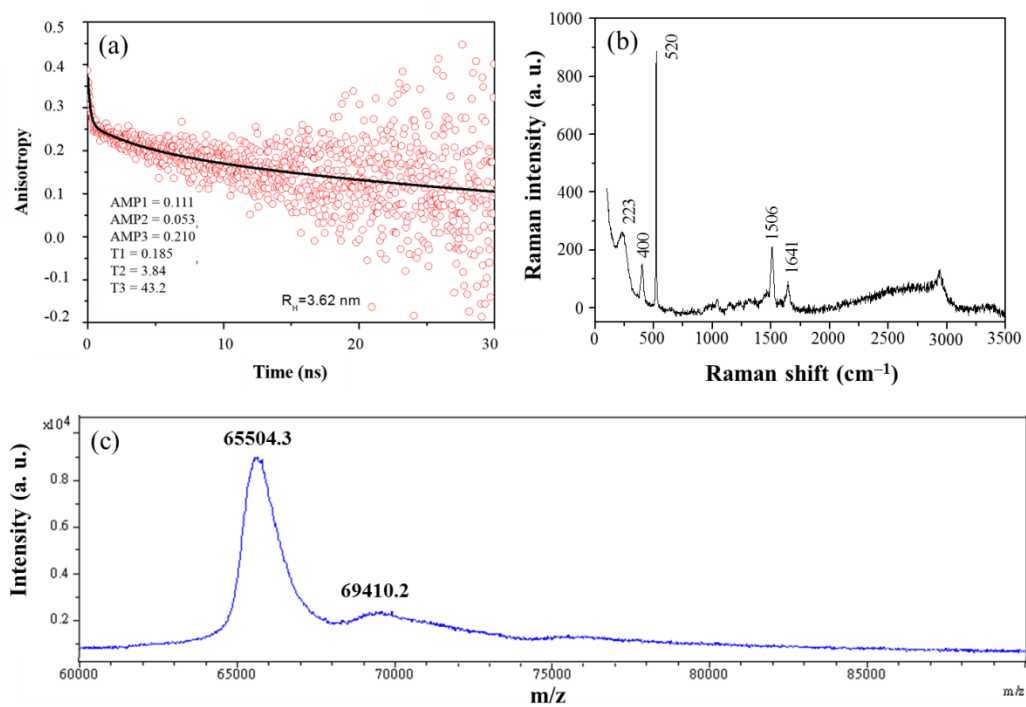 (a)
0.5
0.4
0.3
0.2
0.1
0.0
-0.1
-0.2
Anisotropy
AMP1 = 0.111
AMP2 = 0.053
AMP3 = 0.210
T1 = 0.185
T2 = 3.84
T3 = 43.2
RH=3.62 nm
0 10 20 30
Time (ns)
(b)
1000
800
600
400
200
0
Raman intensity (a. u.)
223
400
520
1506
1641
0 500 1000 1500 2000 2500 3000 3500
Raman shift (cm⁻¹)
(c)
x10⁴
0.8
0.6
0.4
0.2
Intensity (a. u.)
65504.3
69410.2
60000 65000 70000 75000 80000 85000
m/z
m/z